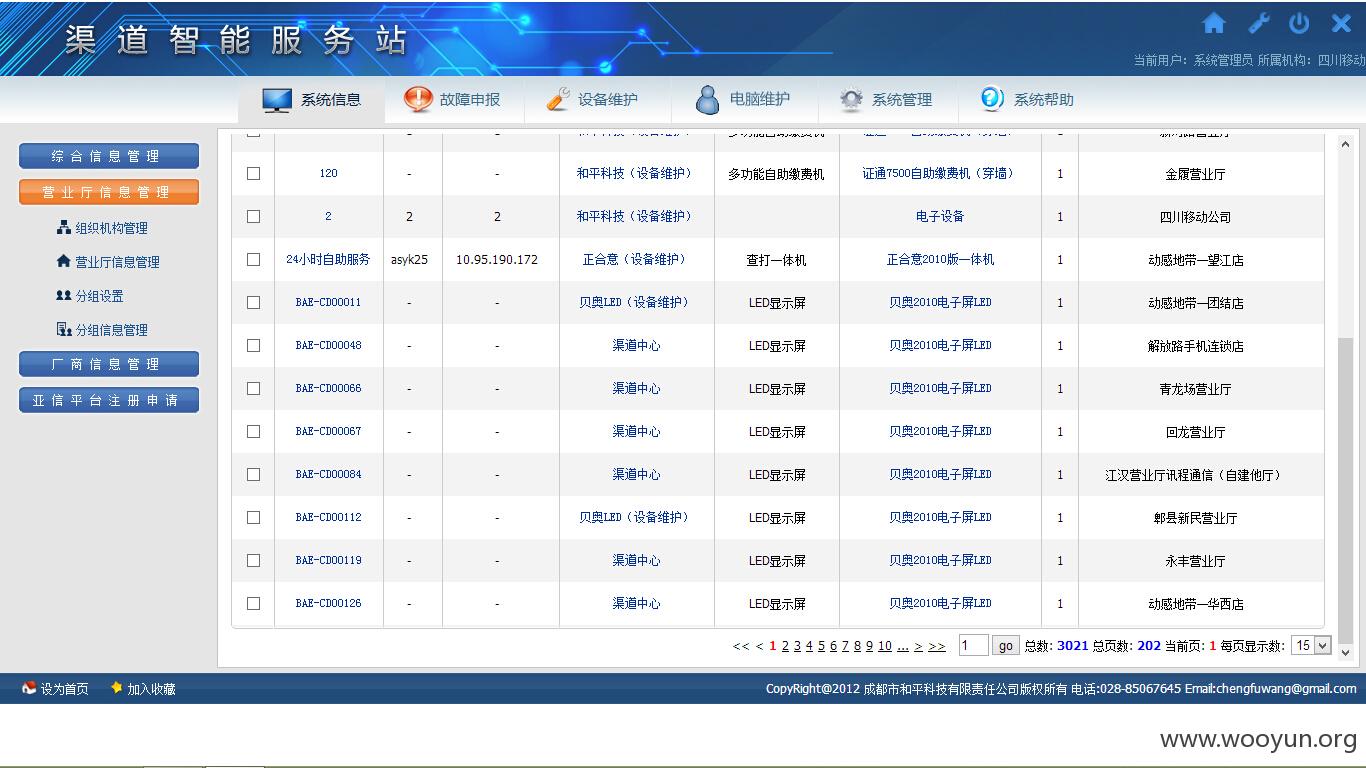 渠道智能服务站
当前用户: 系统管理员 所属机构: 四川移动
系统信息 故障申报 设备维护 电脑维护 系统管理 系统帮助
综合信息管理
营业厅信息管理
组织机构管理
营业厅信息管理
分组设置
分组信息管理
厂商信息管理
亚信平台注册申请
120 - - 和平科技（设备维护） 多功能自助缴费机 证通7500自助缴费机（穿墙） 1 金履营业厅
2 2 2 和平科技（设备维护） 电子设备 1 四川移动公司
24小时自助服务 asyk25 10.95.190.172 正合意（设备维护） 查打一体机 正合意2010版一体机 1 动感地带—望江店
BAE-CD00011 - - 贝奥LED（设备维护） LED显示屏 贝奥2010电子屏LED 1 动感地带—团结店
BAE-CD00048 - - 渠道中心 LED显示屏 贝奥2010电子屏LED 1 解放路手机连锁店
BAE-CD00066 - - 渠道中心 LED显示屏 贝奥2010电子屏LED 1 青龙场营业厅
BAE-CD00067 - - 渠道中心 LED显示屏 贝奥2010电子屏LED 1 回龙营业厅
BAE-CD00084 - - 渠道中心 LED显示屏 贝奥2010电子屏LED 1 江汉营业厅讯程通信（自建他厅）
BAE-CD00112 - - 贝奥LED（设备维护） LED显示屏 贝奥2010电子屏LED 1 郫县新民营业厅
BAE-CD00119 - - 渠道中心 LED显示屏 贝奥2010电子屏LED 1 永丰营业厅
BAE-CD00126 - - 渠道中心 LED显示屏 贝奥2010电子屏LED 1 动感地带—华西店
<< < 1 2 3 4 5 6 7 8 9 10 ... > >> 1 go 总数: 3021 总页数: 202 当前页: 1 每页显示数: 15
设为首页 加入收藏 CopyRight@2012 成都市和平科技有限责任公司版权所有 电话:028-85067645 Email:chengfuwang@gmail.com
www.wooyun.org